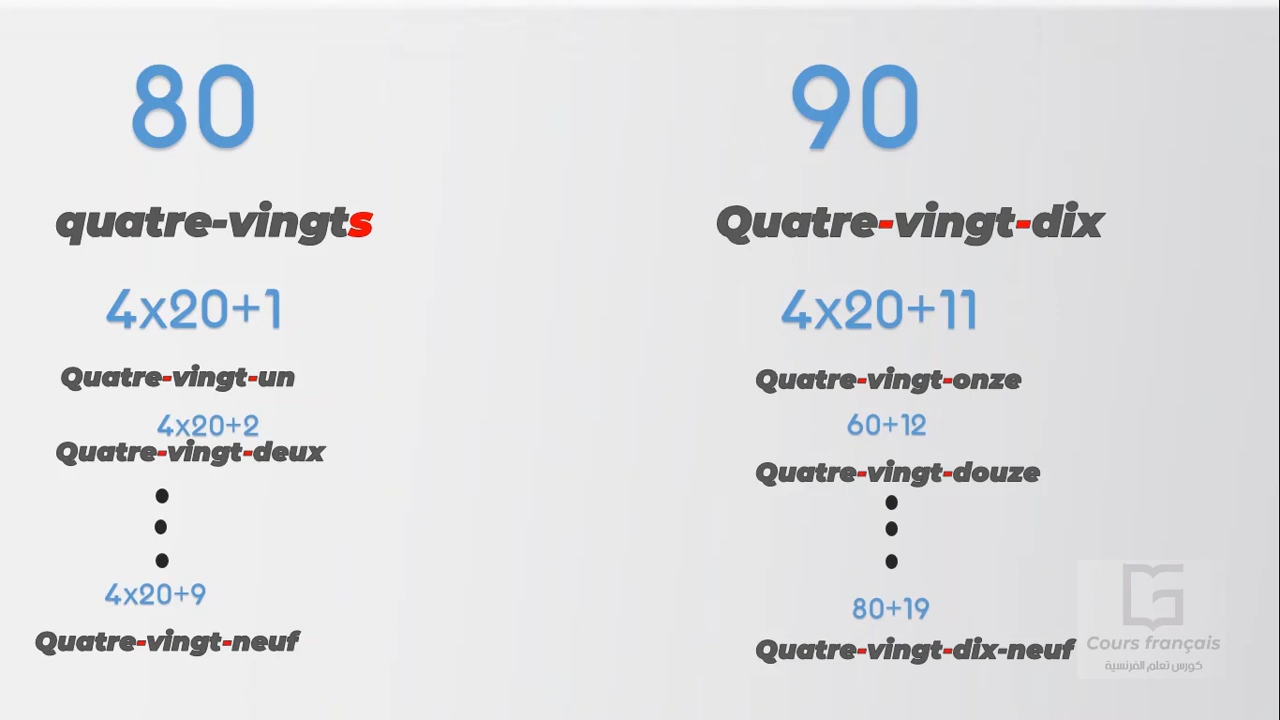 80
quatre-vingts
4x20+1
Quatre-vingt-un
4x20+2
Quatre-vingt-deux
4x20+9
Quatre-vingt-neuf
90
Quatre-vingt-dix
4x20+11
Quatre-vingt-onze
60+12
Quatre-vingt-douze
80+19
Quatre-vingt-dix-neuf
Cours français
كورس تعلم الفرنسية